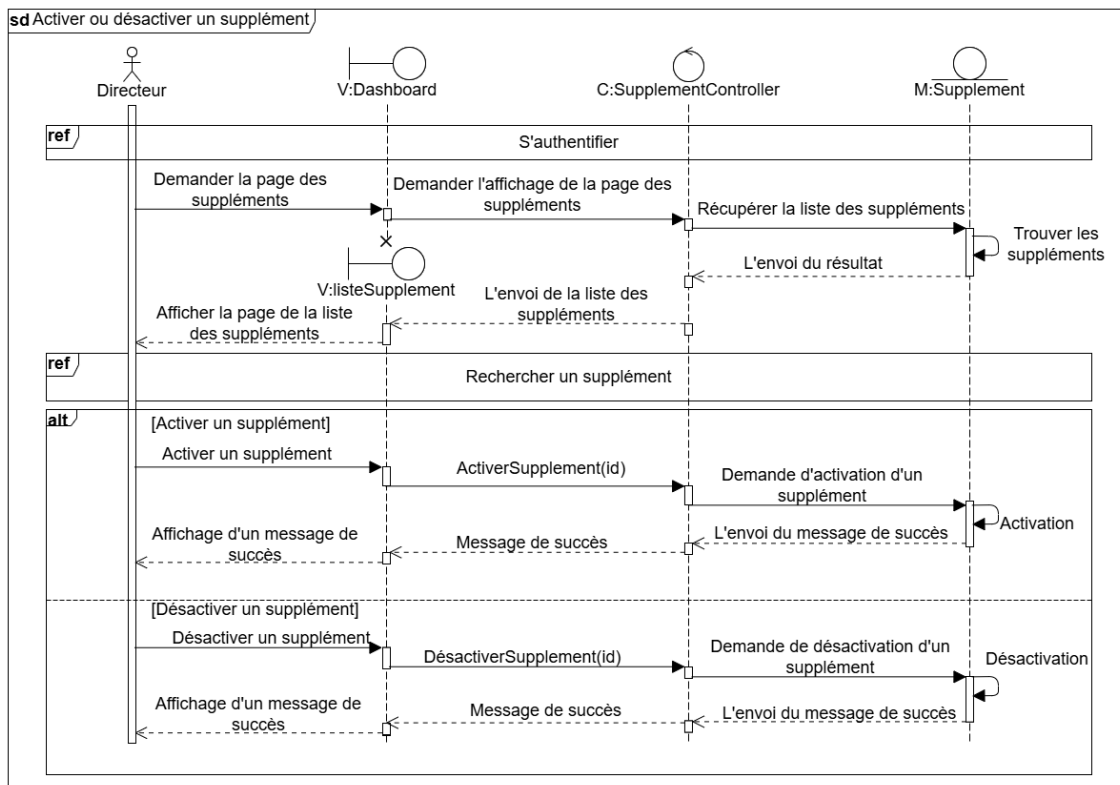 sd Activer ou désactiver un supplément
Directeur
V:Dashboard
C:SupplementController
M:Supplement
ref
S'authentifier
Demander la page des
suppléments
Demander l'affichage de la page des
suppléments
Récupérer la liste des suppléments
Trouver les
suppléments
L'envoi du résultat
V:listeSupplement
L'envoi de la liste des
suppléments
Afficher la page de la liste
des suppléments
ref
Rechercher un supplément
alt
[Activer un supplément]
Activer un supplément
ActiverSupplement(id)
Demande d'activation d'un
supplément
Activation
L'envoi du message de succès
Message de succès
Affichage d'un message de
succès
[Désactiver un supplément]
Désactiver un supplément
DésactiverSupplement(id)
Demande de désactivation d'un
supplément
Désactivation
L'envoi du message de succès
Message de succès
Affichage d'un message de
succès